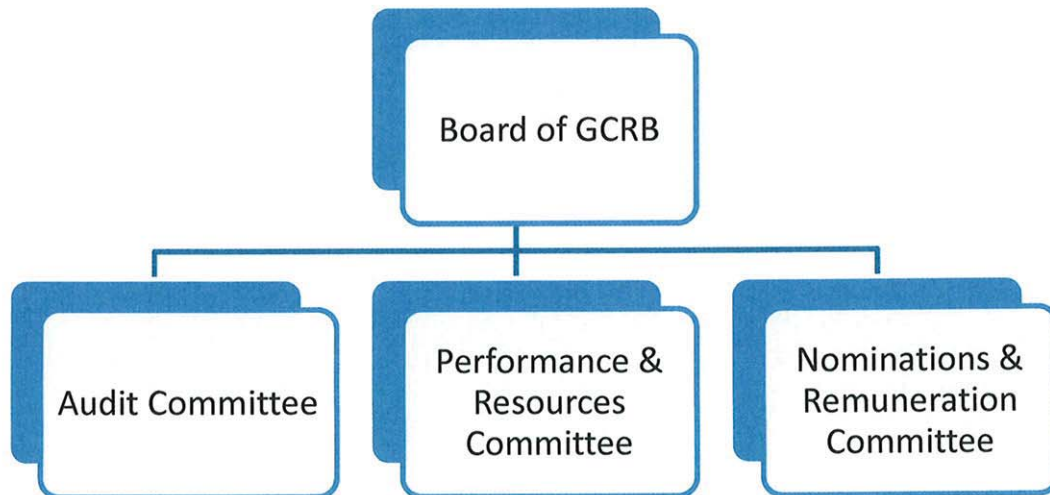 Board of GCRB
Audit Committee
Performance &
Resources
Committee
Nominations &
Remuneration
Committee